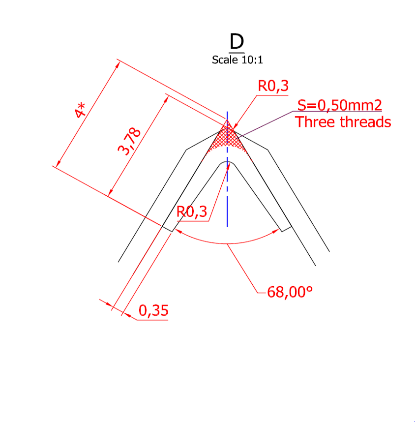 D
Scale 10:1
R0,3
S=0,50mm2
Three threads
4*
3,78
R0,3
68,00°
0,35